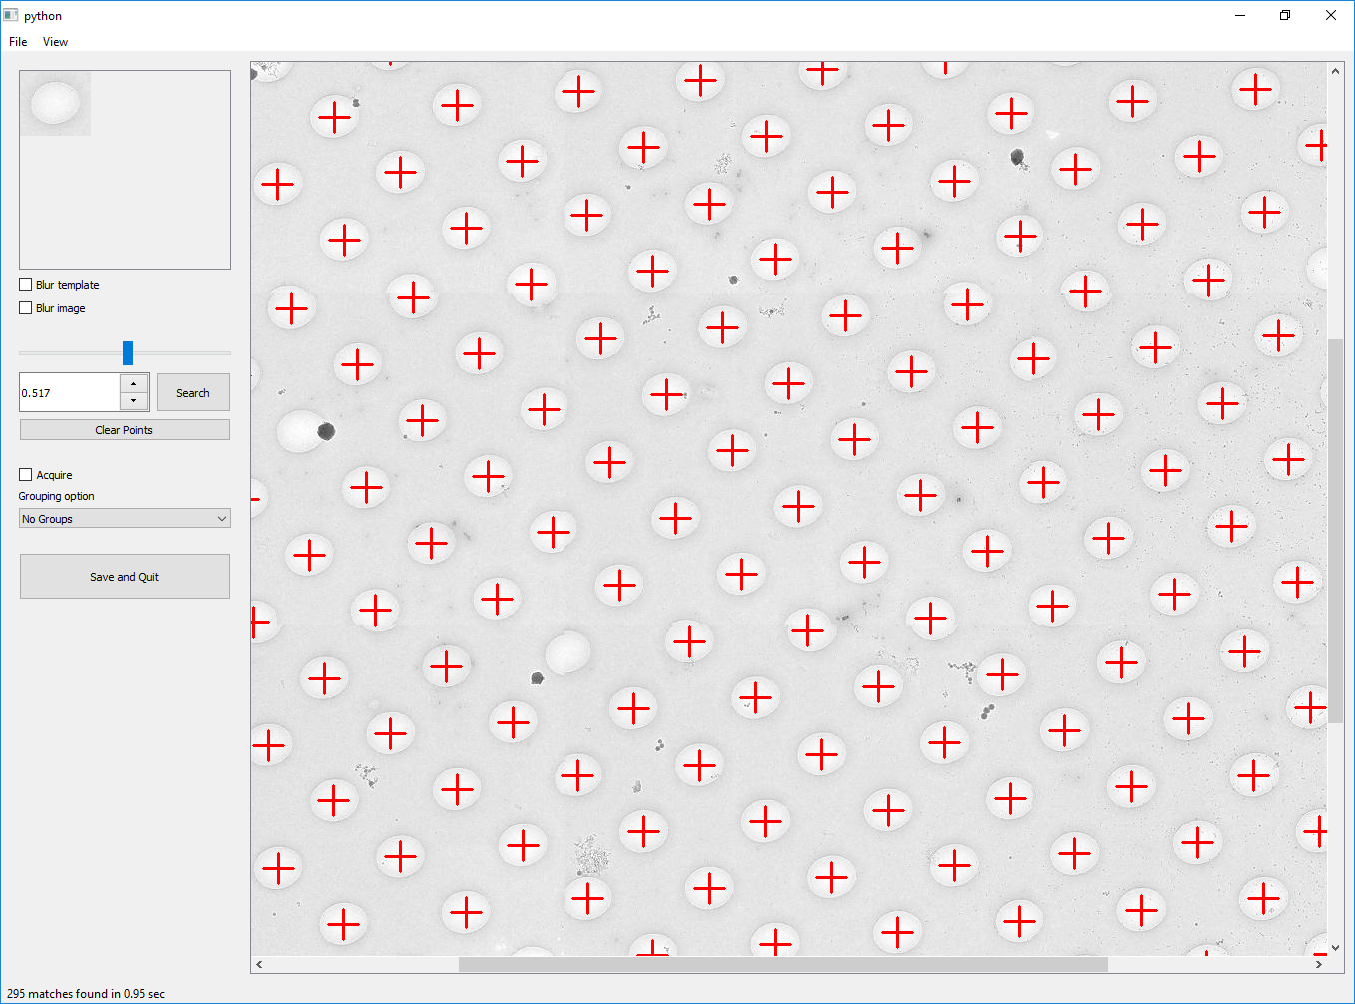 python
File View
Blur template
Blur image
0.517
Search
Clear Points
Acquire
Grouping option
No Groups
Save and Quit
295 matches found in 0.95 sec